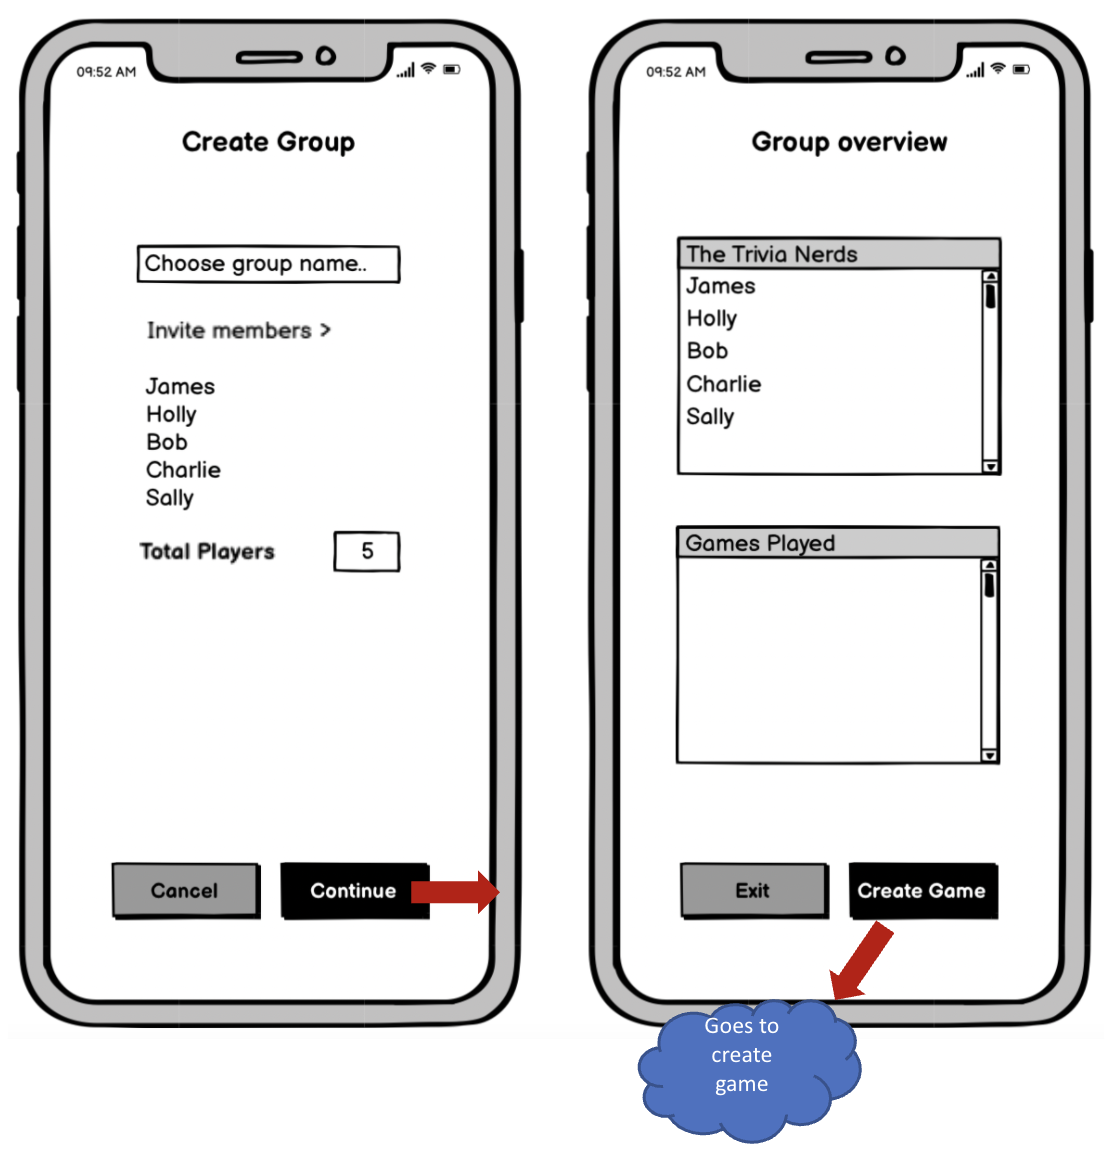 09:52 AM
Create Group
Choose group name..
Invite members >
James
Holly
Bob
Charlie
Sally
Total Players 5
Cancel
Continue
09:52 AM
Group overview
The Trivia Nerds
James
Holly
Bob
Charlie
Sally
Games Played
Exit
Create Game
Goes to
create
game